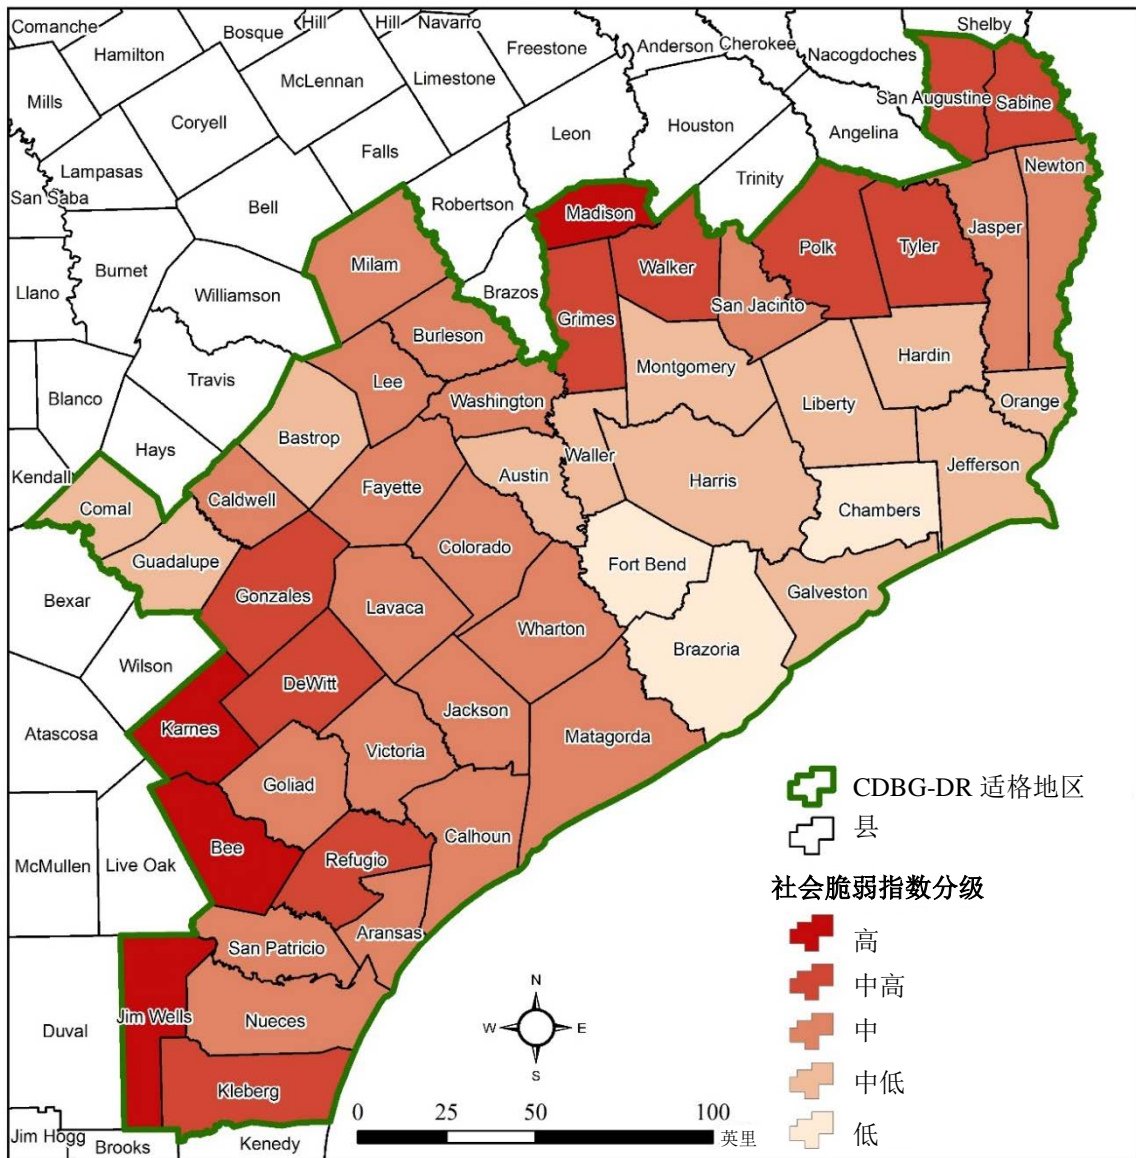 Comanche
Hamilton
Bosque
Hill
Hill
Navarro
Freestone
Anderson
Cherokee
Nacogdoches
Shelby
Mills
Coryell
McLennan
Limestone
Leon
Houston
Angelina
San Augustine
Sabine
Lampasas
San Saba
Bell
Falls
Robertson
Trinity
Newton
Burnet
Milam
Madison
Walker
Polk
Tyler
Jasper
Llano
Williamson
Brazos
Grimes
San Jacinto
Burleson
Travis
Lee
Montgomery
Hardin
Blanco
Washington
Liberty
Orange
Hays
Bastrop
Austin
Waller
Harris
Jefferson
Kendall
Comal
Caldwell
Fayette
Chambers
Guadalupe
Colorado
Fort Bend
Galveston
Bexar
Gonzales
Lavaca
Wharton
Brazoria
Wilson
DeWitt
Atascosa
Karnes
Jackson
Matagorda
Victoria
Goliad
McMullen
Live Oak
Bee
Refugio
Calhoun
San Patricio
Aransas
Duval
Jim Wells
Nueces
Kleberg
Jim Hogg
Brooks
Kenedy
CDBG-DR 适格地区
县
社会脆弱指数分级
高
中高
中
中低
低
N
W
E
S
0 25 50 100
英里